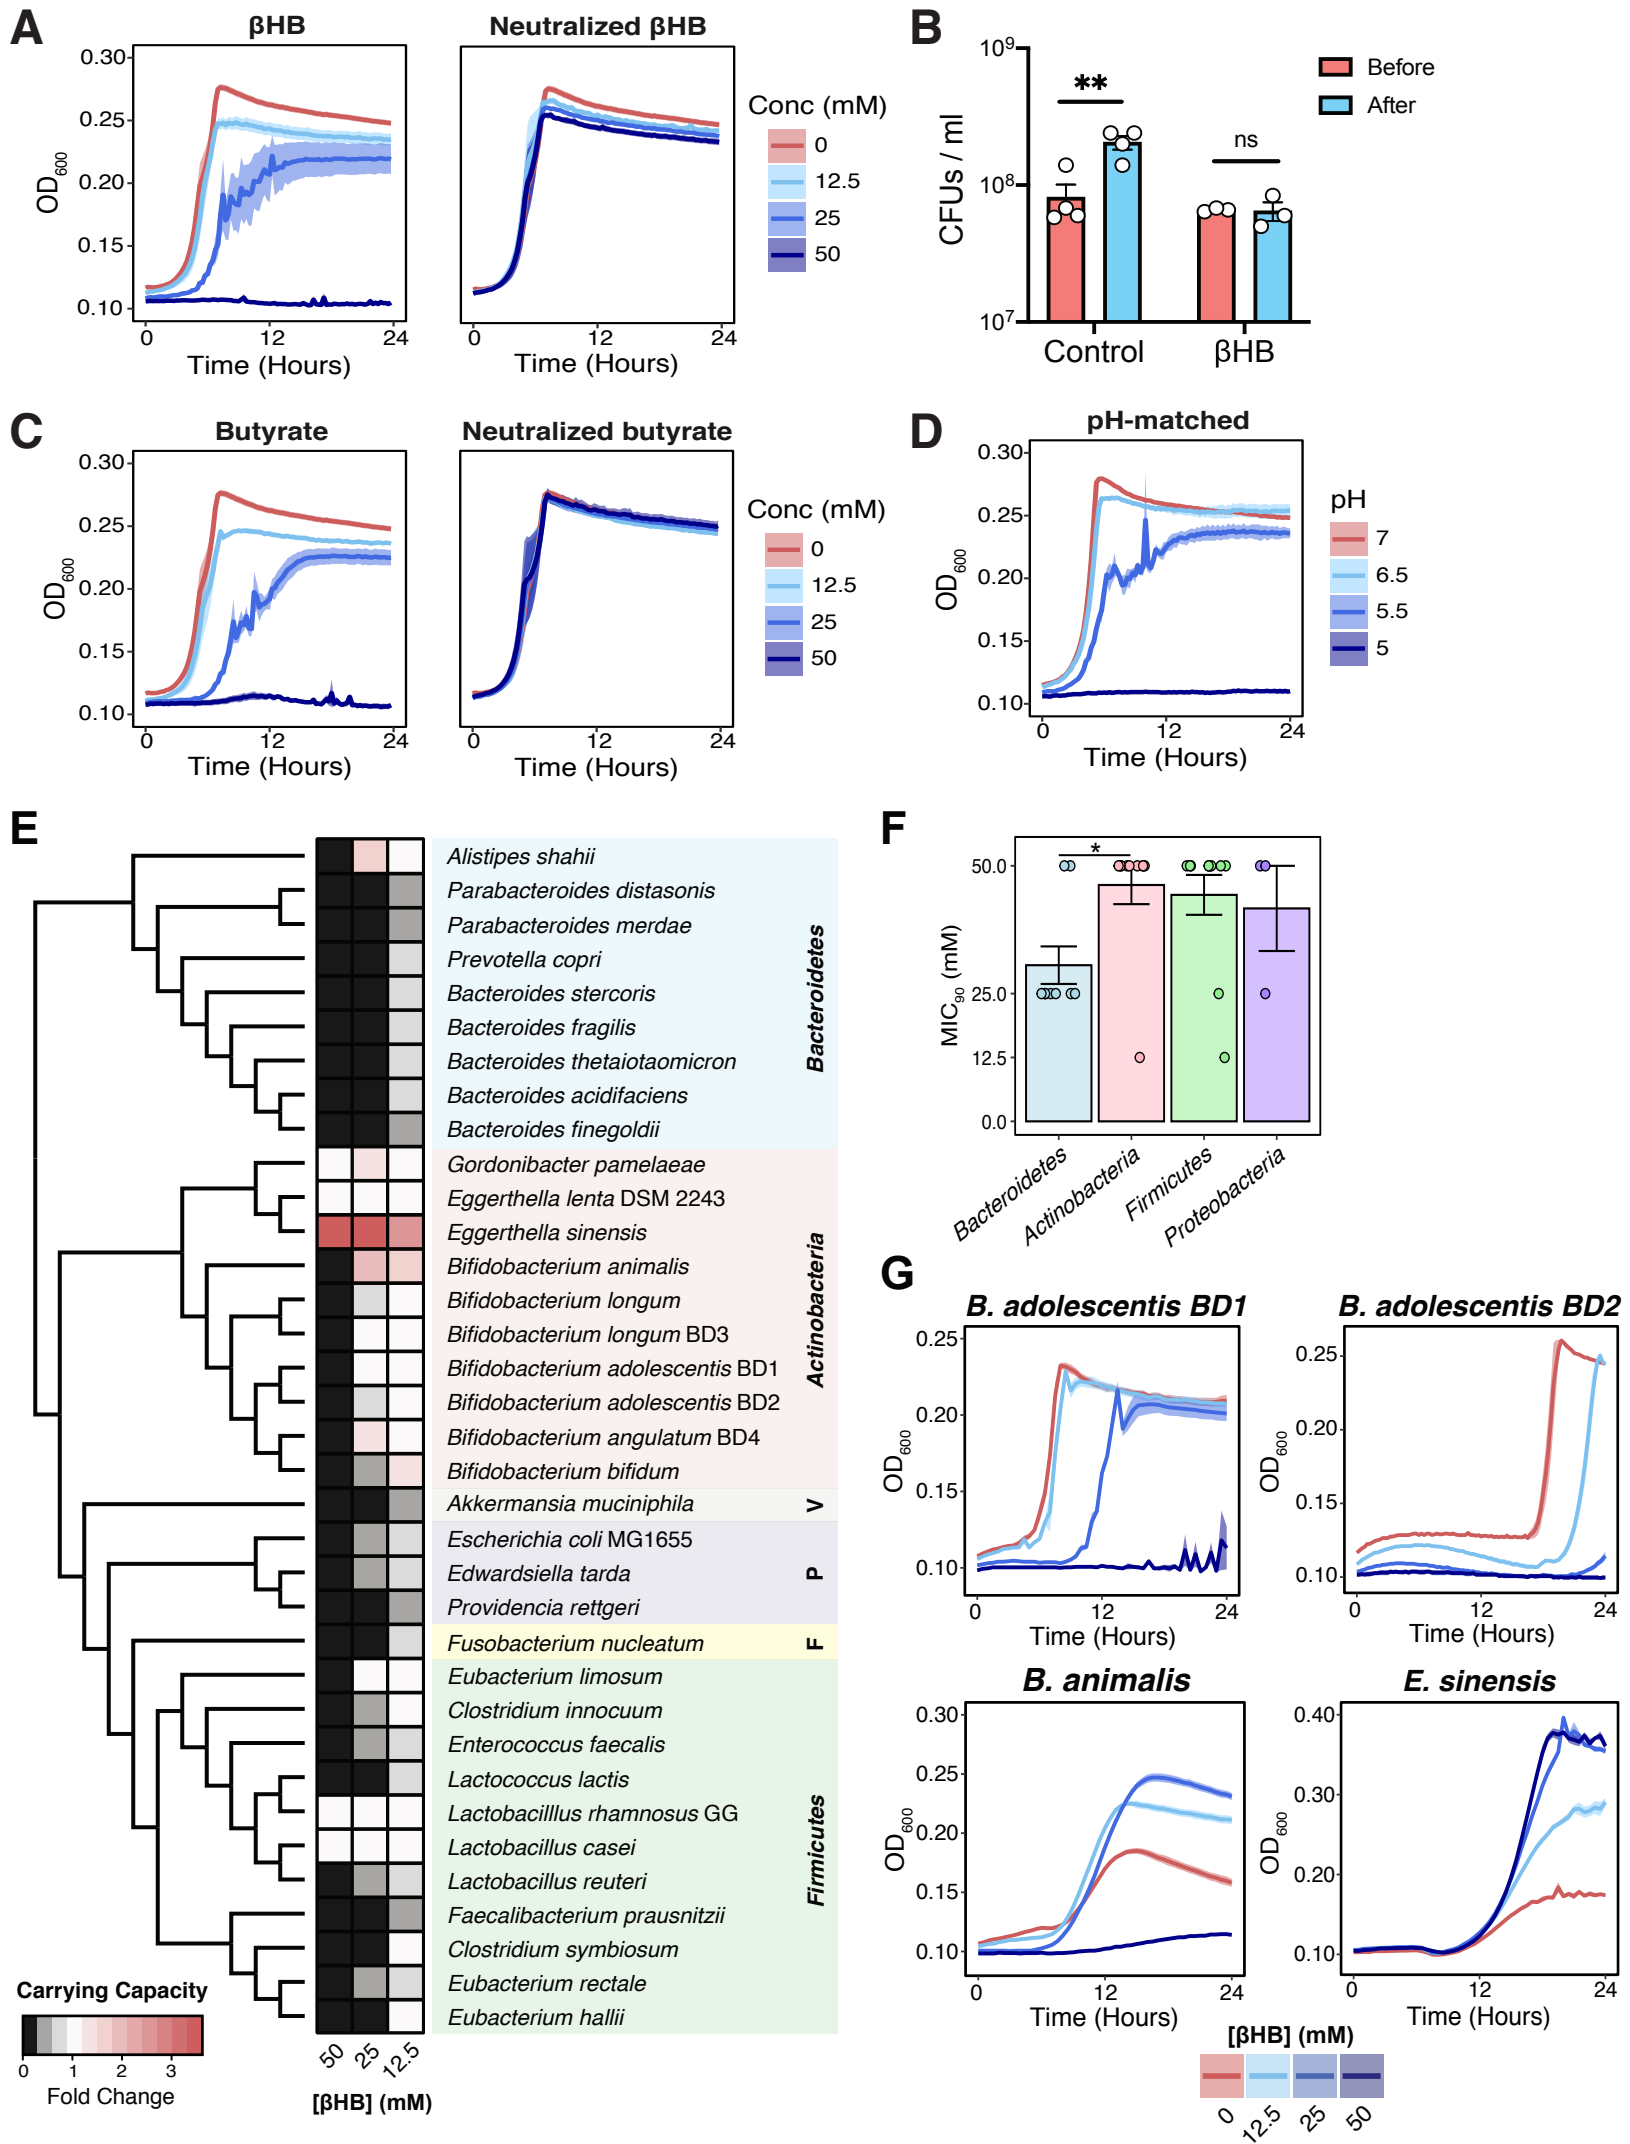 A
βHB
Neutralized βHB
0.30
0.25
0.20
0.15
0.10
OD600
0
12
24
Time (Hours)
0
12
24
Time (Hours)
Conc (mM)
0
12.5
25
50
B
10⁹
10⁸
10⁷
CFUs / ml
**
ns
Control
βHB
Before
After
C
Butyrate
Neutralized butyrate
0.30
0.25
0.20
0.15
0.10
OD600
0
12
24
Time (Hours)
0
12
24
Time (Hours)
Conc (mM)
0
12.5
25
50
D
pH-matched
0.30
0.25
0.20
0.15
0.10
OD600
0
12
24
Time (Hours)
pH
7
6.5
5.5
5
E
Alistipes shahii
Parabacteroides distasonis
Parabacteroides merdae
Prevotella copri
Bacteroides stercoris
Bacteroides fragilis
Bacteroides thetaiotaomicron
Bacteroides acidifaciens
Bacteroides finegoldii
Bacteroidetes
Gordonibacter pamelaeae
Eggerthella lenta DSM 2243
Eggerthella sinensis
Bifidobacterium animalis
Bifidobacterium longum
Bifidobacterium longum BD3
Bifidobacterium adolescentis BD1
Bifidobacterium adolescentis BD2
Bifidobacterium angulatum BD4
Bifidobacterium bifidum
Actinobacteria
Akkermansia muciniphila
V
Escherichia coli MG1655
Edwardsiella tarda
Providencia rettgeri
P
Fusobacterium nucleatum
F
Eubacterium limosum
Clostridium innocuum
Enterococcus faecalis
Lactococcus lactis
Lactobacilllus rhamnosus GG
Lactobacillus casei
Lactobacillus reuteri
Faecalibacterium prausnitzii
Clostridium symbiosum
Eubacterium rectale
Eubacterium hallii
Firmicutes
Carrying Capacity
0
1
2
3
Fold Change
50
25
12.5
[βHB] (mM)
F
50.0
25.0
12.5
0.0
MIC90 (mM)
*
Bacteroidetes
Actinobacteria
Firmicutes
Proteobacteria
G
B. adolescentis BD1
0.25
0.20
0.15
0.10
OD600
0
12
24
Time (Hours)
B. adolescentis BD2
0.25
0.20
0.15
0.10
OD600
0
12
24
Time (Hours)
B. animalis
0.30
0.25
0.20
0.15
0.10
OD600
0
12
24
Time (Hours)
E. sinensis
0.40
0.30
0.20
0.10
OD600
0
12
24
Time (Hours)
[βHB] (mM)
0
12.5
25
50